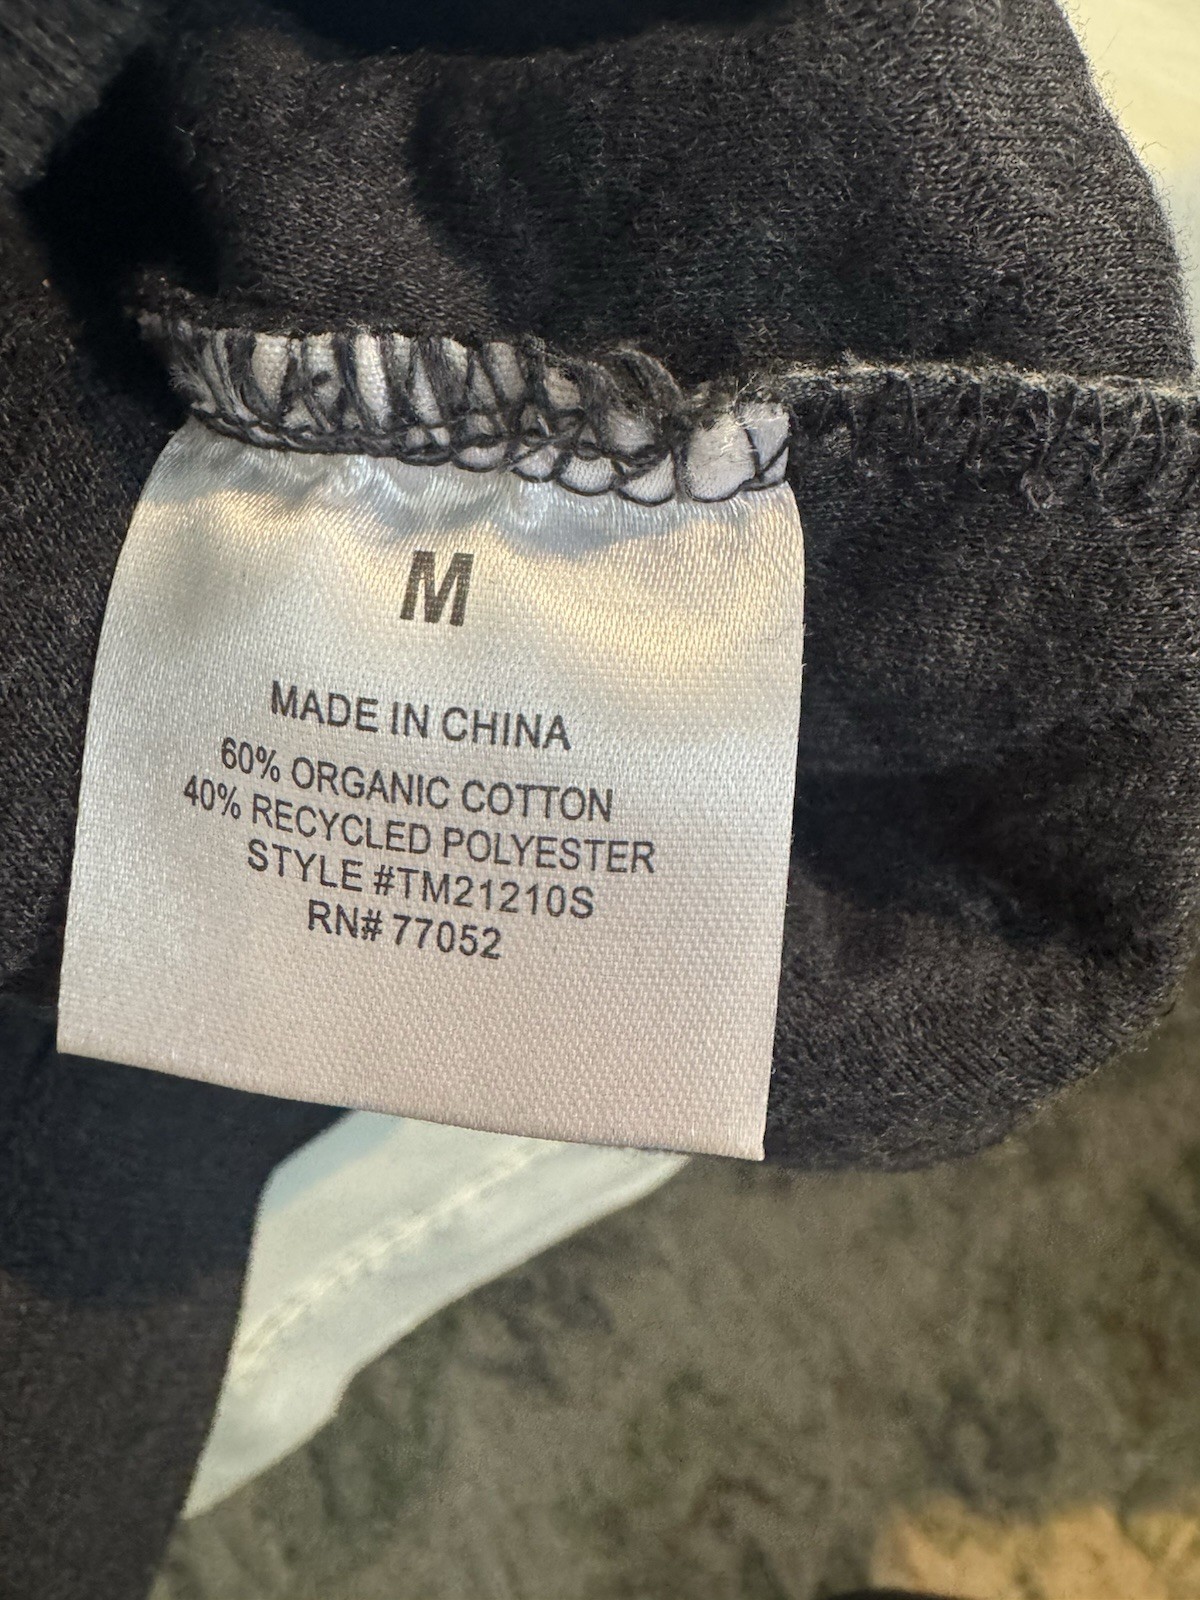 M
MADE IN CHINA
60% ORGANIC COTTON
40% RECYCLED POLYESTER
STYLE #TM21210S
RN# 77052